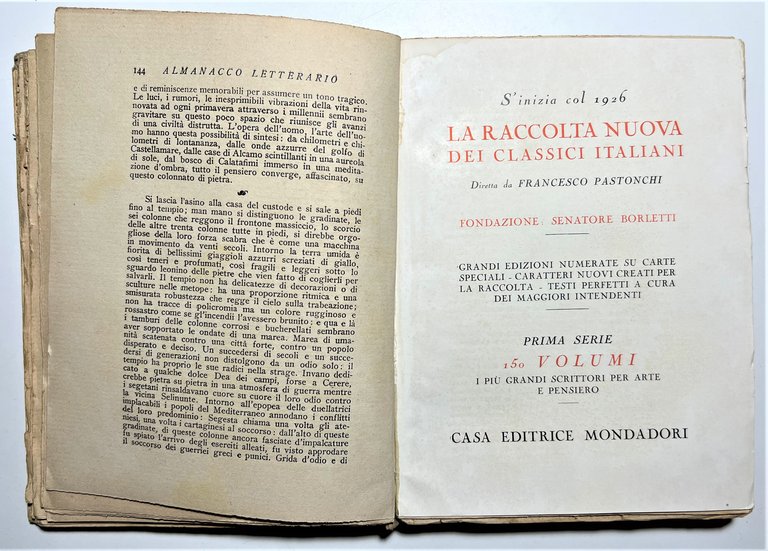 144 ALMANACCO LETTERARIO
e di reminiscenze memorabili per assumere un tono tragico.
Le luci, i rumori, le inesprimibili vibrazioni della vita rin-
novata ad ogni primavera attraverso i millennii sembrano
gravitare su questo poco spazio che riunisce gli avanzi
di una civiltà distrutta. L'opera dell'uomo, l'arte dell'uo-
mo hanno questa possibilità di sintesi: da chilometri e chi-
lometri di lontananza, dalle onde azzurre del golfo di
Castellamare, dalle case di Alcamo scintillanti in una aureola
di sole, dal bosco di Calatafimi immerso in una medita-
zione d'ombra, tutto il pensiero converge, affascinato, su
questo colonnato di pietra.
Si lascia l'asino alla casa del custode e si sale a piedi
fino al tempio; man mano si distinguono le gradinate, le
sei colonne che reggono il frontone massiccio, lo scorcio
delle altre trenta colonne tutte in piedi, si direbbe orgo-
gliose della loro forza scabra che è come una macchina
in movimento da venti secoli. Intorno la terra umida è
fiorita di bellissimi giaggioli azzurri screziati di giallo,
così teneri e profumati, così fragili e leggeri sotto lo
sguardo leonino delle pietre che vien fatto di coglierli per
salvarli. Il tempio non ha delicatezze di decorazioni o di
sculture nelle metope: ha una proporzione ritmica e una
smisurata robustezza che regge il cielo sulla trabeazione;
non ha tracce di policromia ma un colore rugginoso e
rossastro come se gl'incendii l'avessero brunito; e qua e là
i tamburi delle colonne corrosi e bucherellati sembrano
aver sopportato le ondate di una marea. Marea di uma-
nità scatenata contro una città forte, contro un popolo
disperato e deciso. Un succedersi di secoli e un succe-
dersi di generazioni non distolgono da un odio solo: il
tempio ha proprio le sue radici nella strage. Invano dedi-
cato a qualche dolce Dea dei campi, forse a Cerere,
crebbe pietra su pietra in una atmosfera di guerra mentre
i segetani rinsaldavano cuore su cuore il loro odio contro
la vicina Selinunte. Intorno all'epopea delle duellatrici
implacabili i popoli del Mediterraneo annodano i conflitti
del loro predominio: Segesta chiama una volta gli ate-
niesi, una volta i cartaginesi al soccorso: dall'alto di queste
gradinate, di queste colonne ancora fasciate d'impalcature
fu spiato l'arrivo degli eserciti alleati, fu visto approdare
il soccorso dei guerrieri greci e punici. Grida d'odio e di
S'inizia col 1926
LA RACCOLTA NUOVA
DEI CLASSICI ITALIANI
Diretta da FRANCESCO PASTONCHI
FONDAZIONE: SENATORE BORLETTI
GRANDI EDIZIONI NUMERATE SU CARTE
SPECIALI - CARATTERI NUOVI CREATI PER
LA RACCOLTA - TESTI PERFETTI A CURA
DEI MAGGIORI INTENDENTI
PRIMA SERIE
150 VOLUMI
I PIÙ GRANDI SCRITTORI PER ARTE
E PENSIERO
CASA EDITRICE MONDADORI